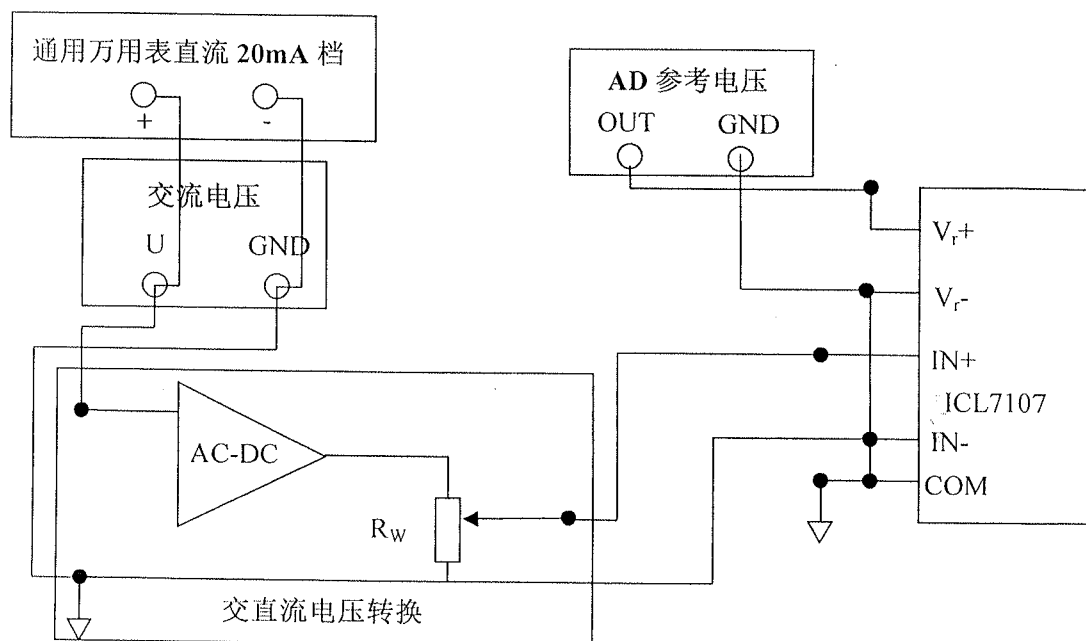 通用万用表直流 20mA 档
+ -
交流电压
U GND
AD 参考电压
OUT GND
Vr+
Vr-
IN+
ICL7107
IN-
COM
AC-DC
RW
交直流电压转换